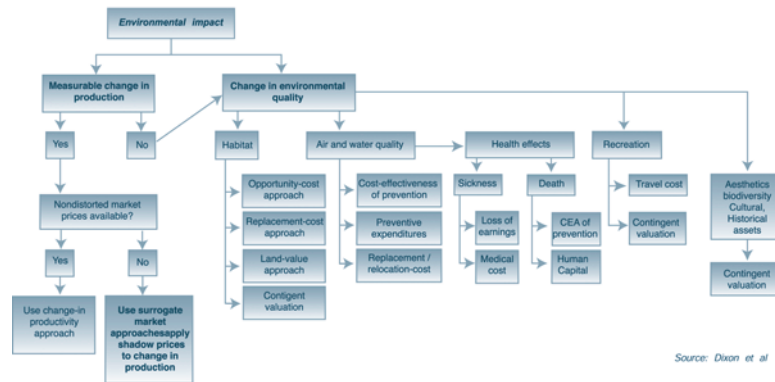 Environmental impact
Measurable change in
production
Change in environmental
quality
Yes
No
Habitat
Air and water quality
Health effects
Recreation
Opportunity-cost
approach
Cost-effectiveness
of prevention
Sickness
Death
Travel cost
Aesthetics
biodiversity
Cultural,
Historical
assets
Nondistorted market
prices available?
Replacement-cost
approach
Preventive
expenditures
Loss of
earnings
CEA of
prevention
Contingent
valuation
Yes
No
Land-value
approach
Replacement /
relocation-cost
Medical
cost
Human
Capital
Contingent
valuation
Use change-in
productivity
approach
Use surrogate
market
approachesapply
shadow prices
to change in
production
Contigent
valuation
Source: Dixon et al